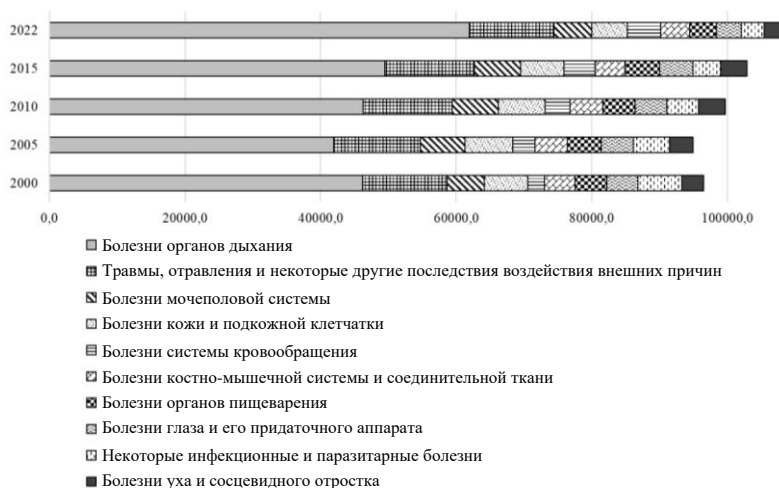 2022
2015
2010
2005
2000
0,0 20000,0 40000,0 60000,0 80000,0 100000,0
Болезни органов дыхания
Травмы, отравления и некоторые другие последствия воздействия внешних причин
Болезни мочеполовой системы
Болезни кожи и подкожной клетчатки
Болезни системы кровообращения
Болезни костно-мышечной системы и соединительной ткани
Болезни органов пищеварения
Болезни глаза и его придаточного аппарата
Некоторые инфекционные и паразитарные болезни
Болезни уха и сосцевидного отростка